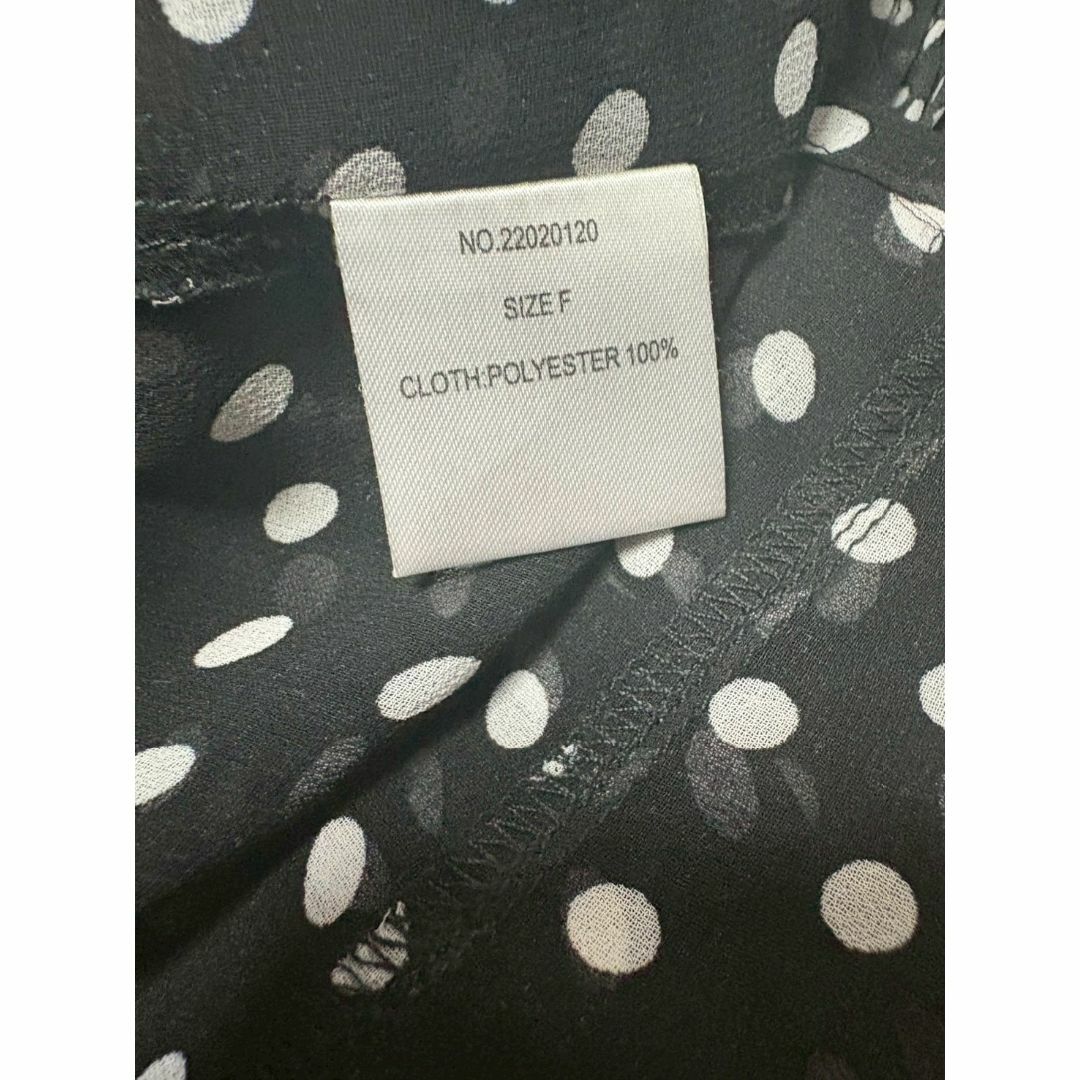 NO.22020120
SIZE F
CLOTH:POLYESTER 100%